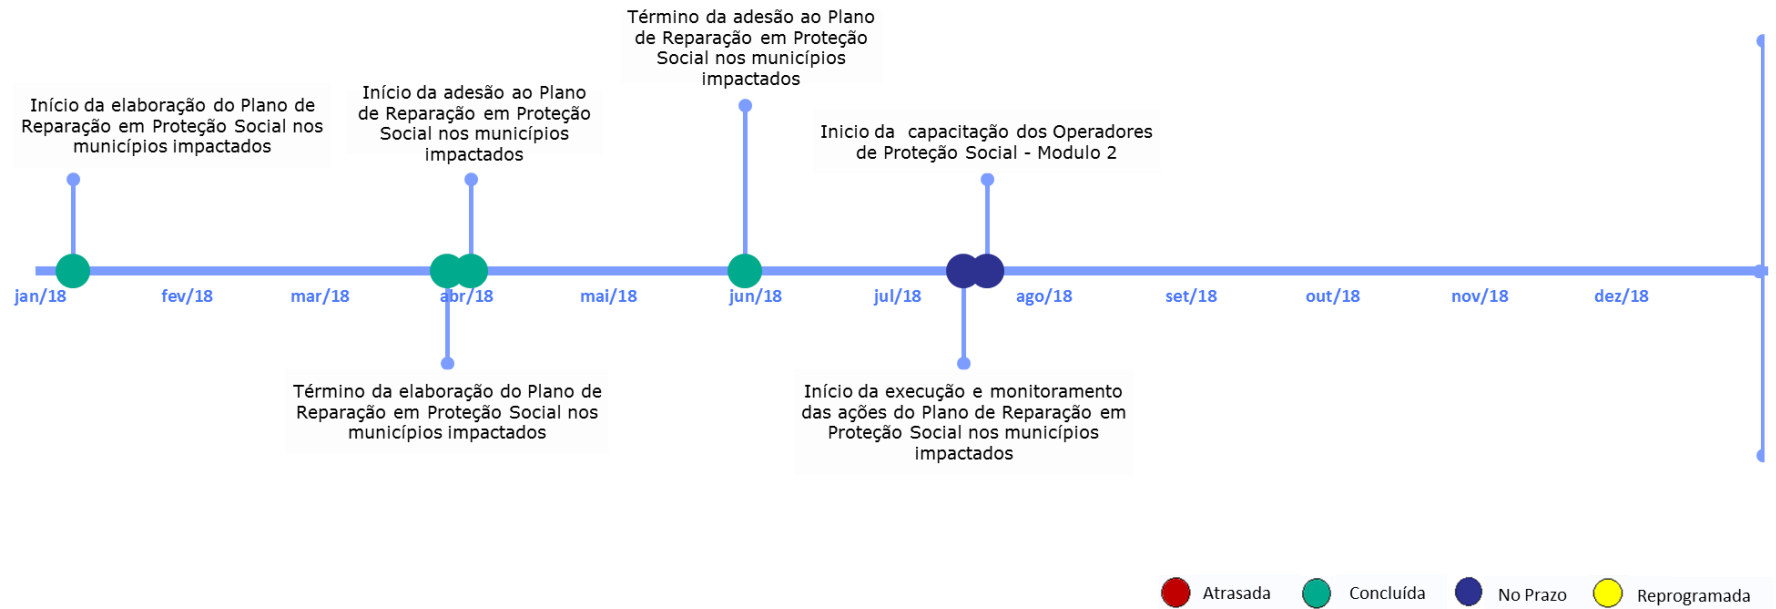 Término da adesão ao Plano
de Reparação em Proteção
Social nos municípios
impactados
Início da elaboração do Plano de
Reparação em Proteção Social nos
municípios impactados
Início da adesão ao Plano
de Reparação em Proteção
Social nos municípios
impactados
Inicio da capacitação dos Operadores
de Proteção Social - Modulo 2
jan/18
fev/18
mar/18
abr/18
mai/18
jun/18
jul/18
ago/18
set/18
out/18
nov/18
dez/18
Término da elaboração do Plano de
Reparação em Proteção Social nos
municípios impactados
Início da execução e monitoramento
das ações do Plano de Reparação em
Proteção Social nos municípios
impactados
Atrasada
Concluída
No Prazo
Reprogramada